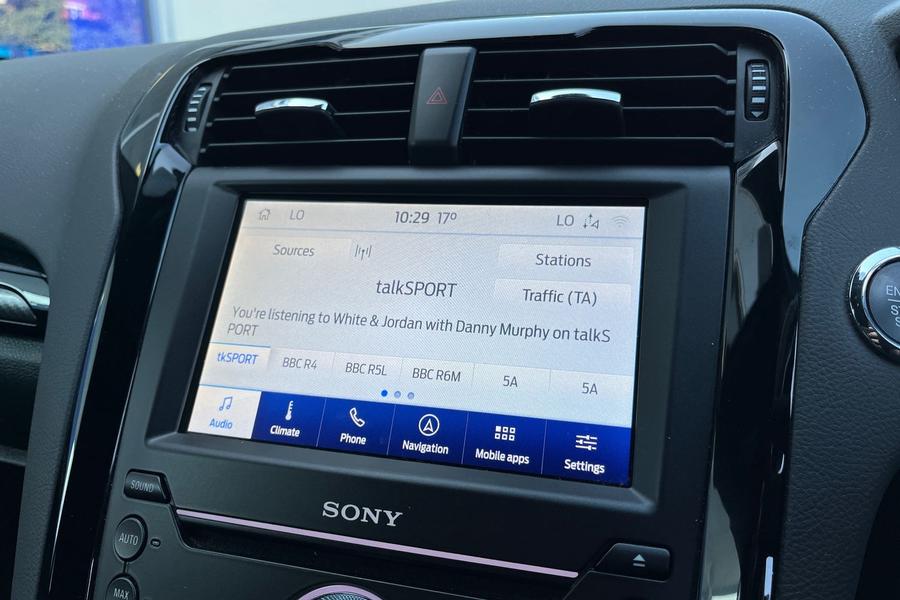 LO 10:29 17° LO
Sources Stations
talkSPORT
Traffic (TA)
You're listening to White & Jordan with Danny Murphy on talkS
PORT
tkSPORT BBC R4 BBC R5L BBC R6M 5A 5A
Audio Climate Phone Navigation Mobile apps Settings
SOUND
SONY
AUTO
MAX